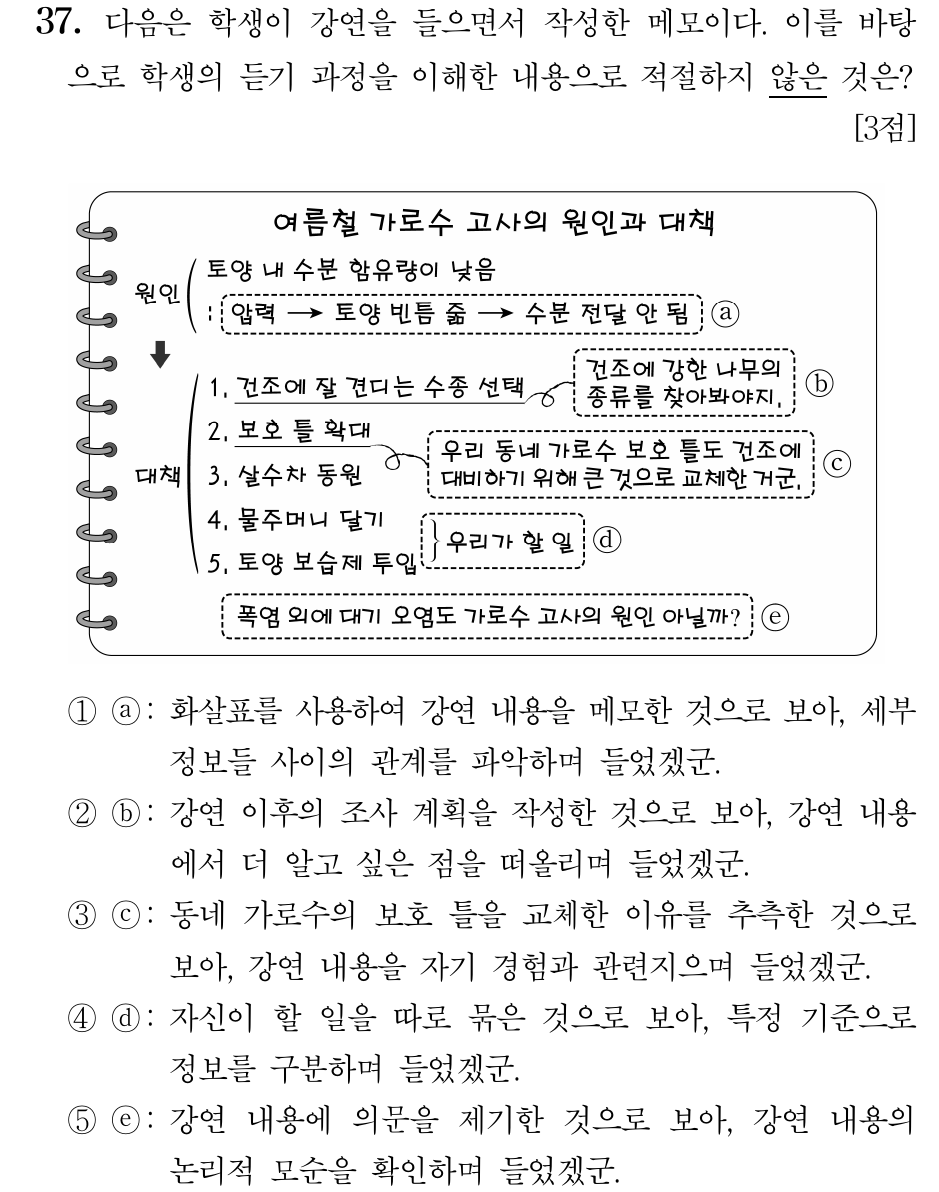 37. 다음은 학생이 강연을 들으면서 작성한 메모이다. 이를 바탕
으로 학생의 듣기 과정을 이해한 내용으로 적절하지 않은 것은?
[3점]
여름철 가로수 고사의 원인과 대책
원인
토양 내 수분 함유량이 낮음
: 압력 → 토양 빈틈 줆 → 수분 전달 안 됨 ⓐ
대책
1. 건조에 잘 견디는 수종 선택
건조에 강한 나무의
종류를 찾아봐야지. ⓑ
2. 보호 틀 확대
우리 동네 가로수 보호 틀도 건조에
대비하기 위해 큰 것으로 교체한 거군. ⓒ
3. 살수차 동원
4. 물주머니 달기
5. 토양 보습제 투입
우리가 할 일 ⓓ
폭염 외에 대기 오염도 가로수 고사의 원인 아닐까? ⓔ
① ⓐ: 화살표를 사용하여 강연 내용을 메모한 것으로 보아, 세부
정보들 사이의 관계를 파악하며 들었겠군.
② ⓑ: 강연 이후의 조사 계획을 작성한 것으로 보아, 강연 내용
에서 더 알고 싶은 점을 떠올리며 들었겠군.
③ ⓒ: 동네 가로수의 보호 틀을 교체한 이유를 추측한 것으로
보아, 강연 내용을 자기 경험과 관련지으며 들었겠군.
④ ⓓ: 자신이 할 일을 따로 묶은 것으로 보아, 특정 기준으로
정보를 구분하며 들었겠군.
⑤ ⓔ: 강연 내용에 의문을 제기한 것으로 보아, 강연 내용의
논리적 모순을 확인하며 들었겠군.